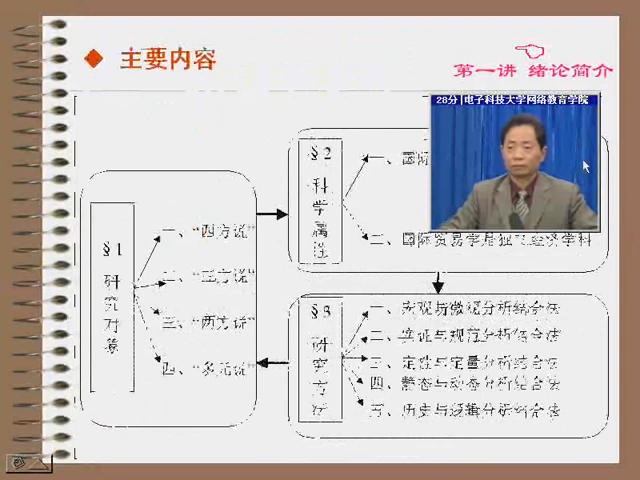 主要内容
第一讲 绪论简介
28分 电子科技大学网络教育学院
§1 研究对象
一、“四方说”
二、“三方说”
三、“两方说”
四、“多元说”
§2 科学属性
一、国际
二、国际贸易学是独立经济学科
§3 研究方法
一、宏观与微观分析结合法
二、实证与规范分析结合法
三、定性与定量分析结合法
四、静态与动态分析结合法
五、历史与逻辑分析结合法